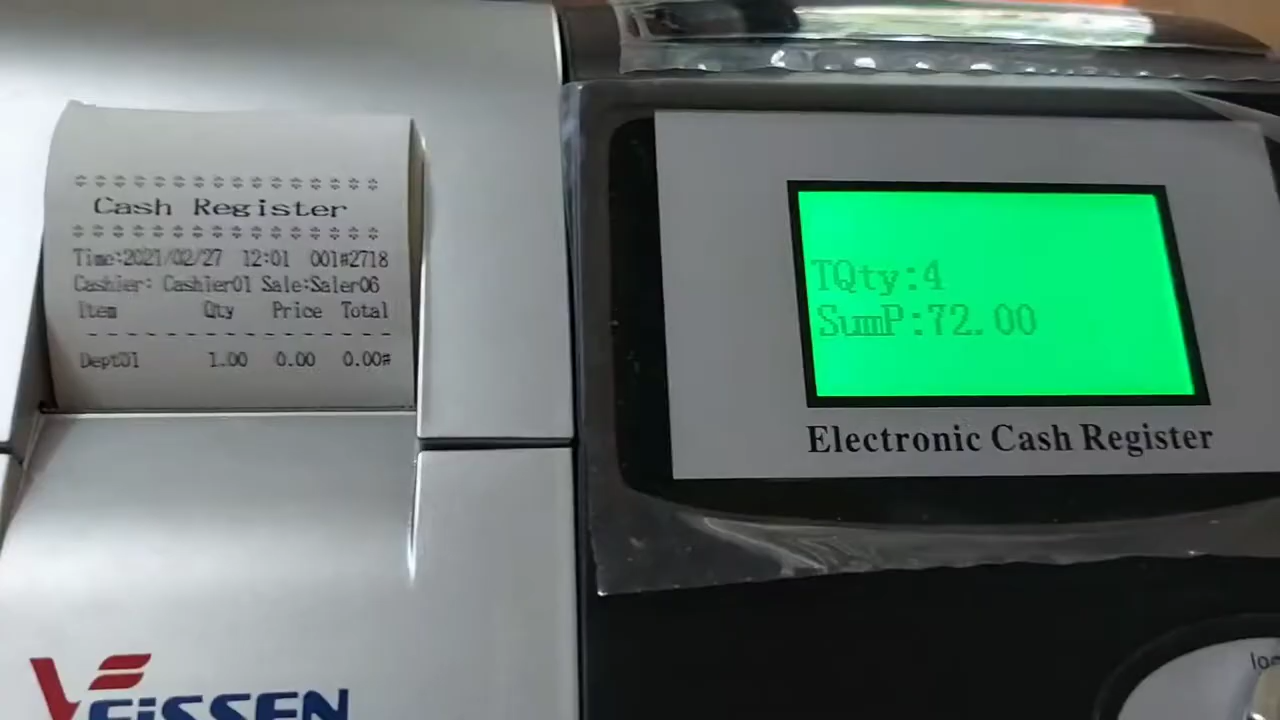 Cash Register
Time:2021/02/27 12:01 001#2718
Cashier: Cashier01 Sale:Saler06
Item Qty Price Total
- - - - - - - - - - - - - - - - - -
Dept01 1.00 0.00 0.00#
TQty:4
SumP:72.00
Electronic Cash Register
VEiSSEN